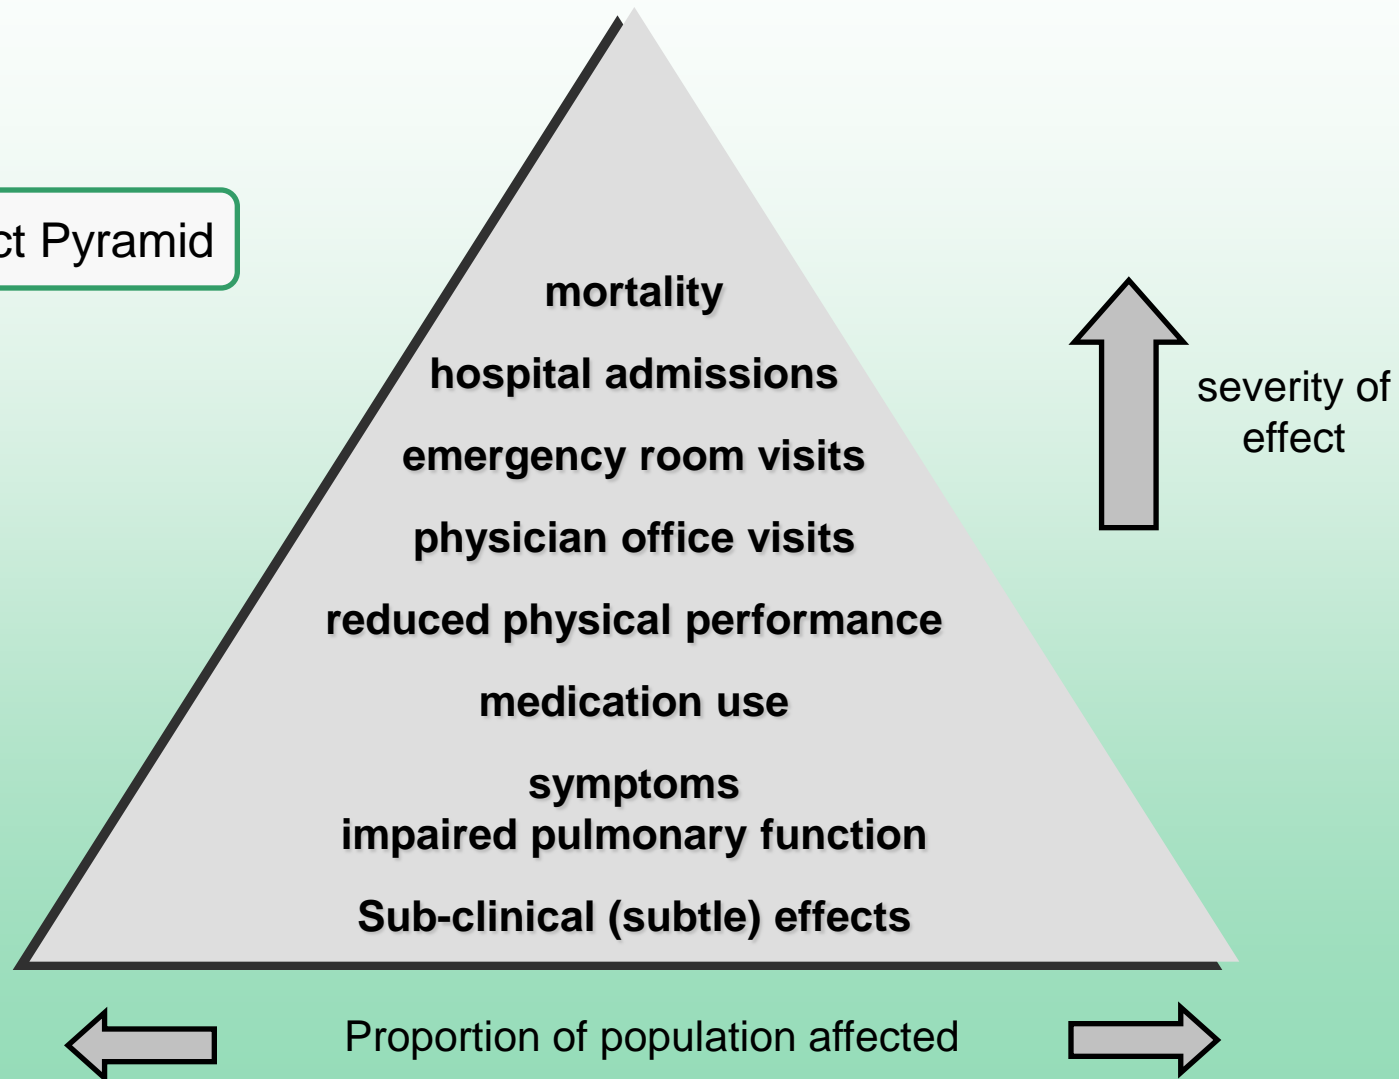 ct Pyramid
mortality
hospital admissions
emergency room visits
physician office visits
reduced physical performance
medication use
symptoms
impaired pulmonary function
Sub-clinical (subtle) effects
severity of
effect
Proportion of population affected